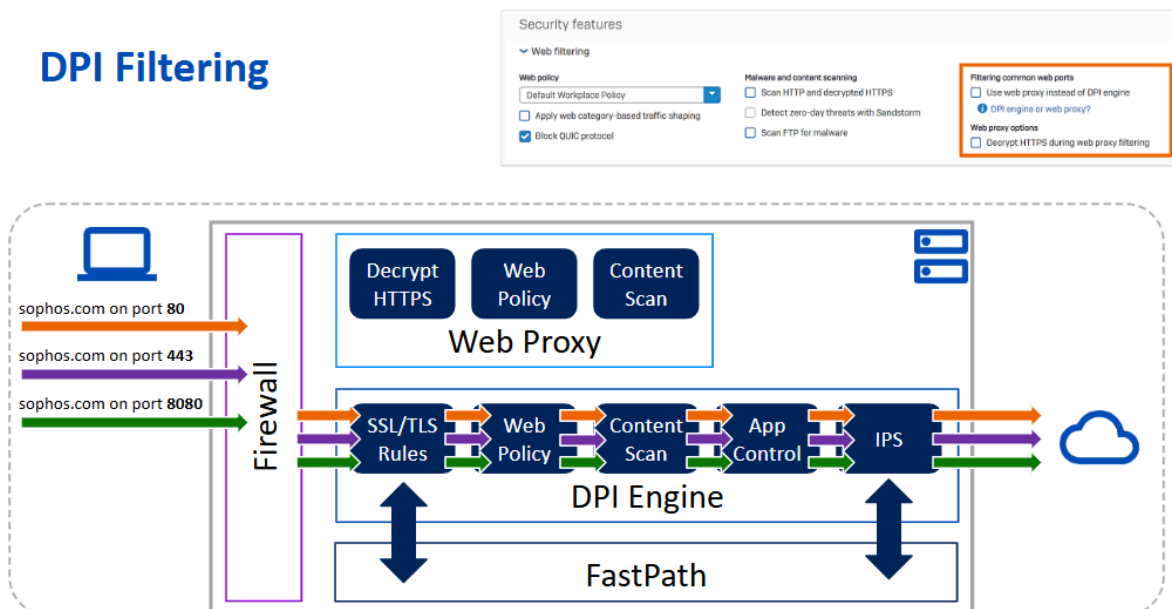 DPI Filtering
Security features
Web filtering
Web policy
Default Workplace Policy
Apply web category-based traffic shaping
Block QUIC protocol
Malware and content scanning
Scan HTTP and decrypted HTTPS
Detect zero-day threats with Sandstorm
Scan FTP for malware
Filtering common web ports
Use web proxy instead of DPI engine
DPI engine or web proxy?
Web proxy options
Decrypt HTTPS during web proxy filtering
sophos.com on port 80
sophos.com on port 443
sophos.com on port 8080
Firewall
Decrypt
HTTPS
Web
Policy
Content
Scan
Web Proxy
SSL/TLS
Rules
Web
Policy
Content
Scan
App
Control
IPS
DPI Engine
FastPath